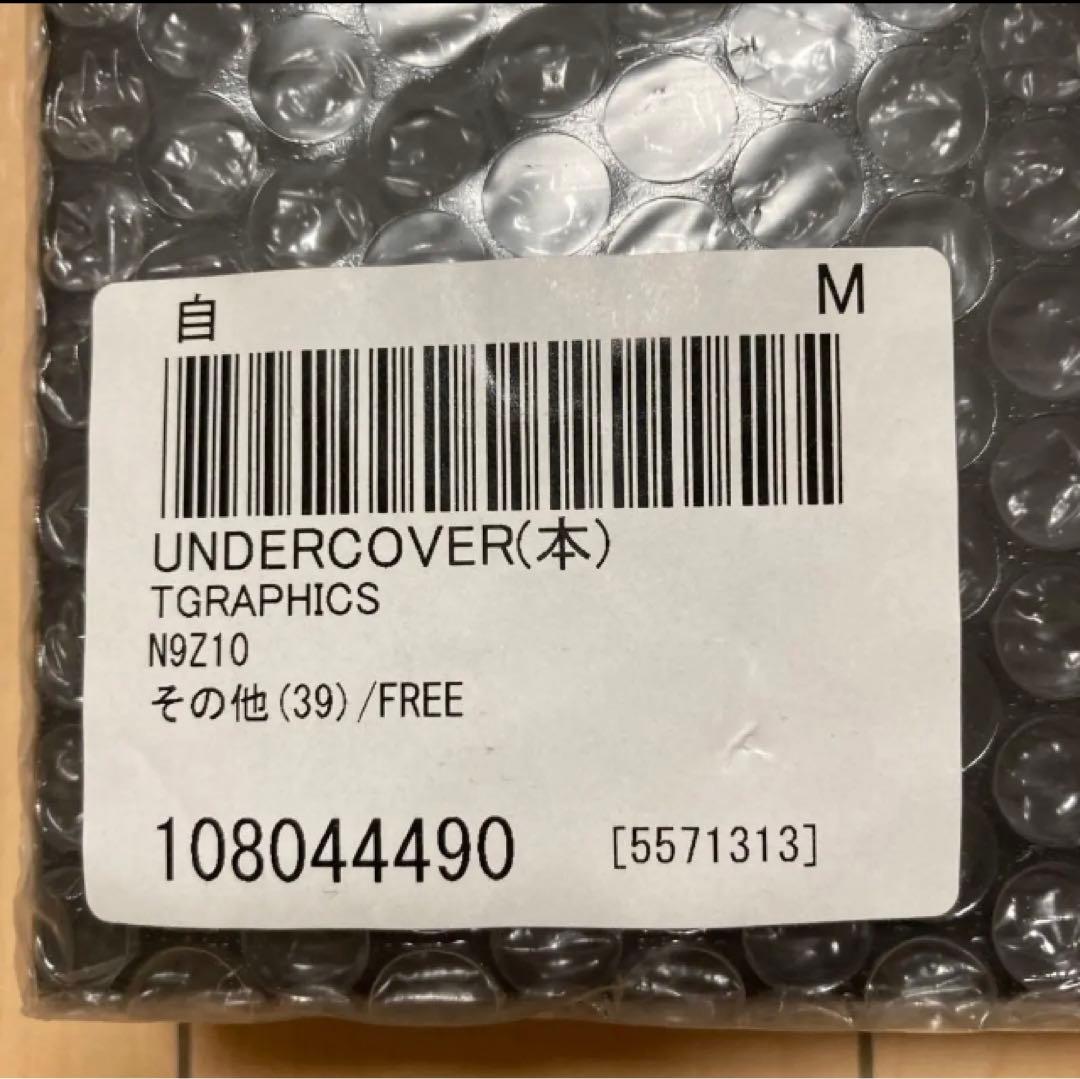 自 M
UNDERCOVER(本)
TGRAPHICS
N9Z10
その他(39)/FREE
108044490 [5571313]